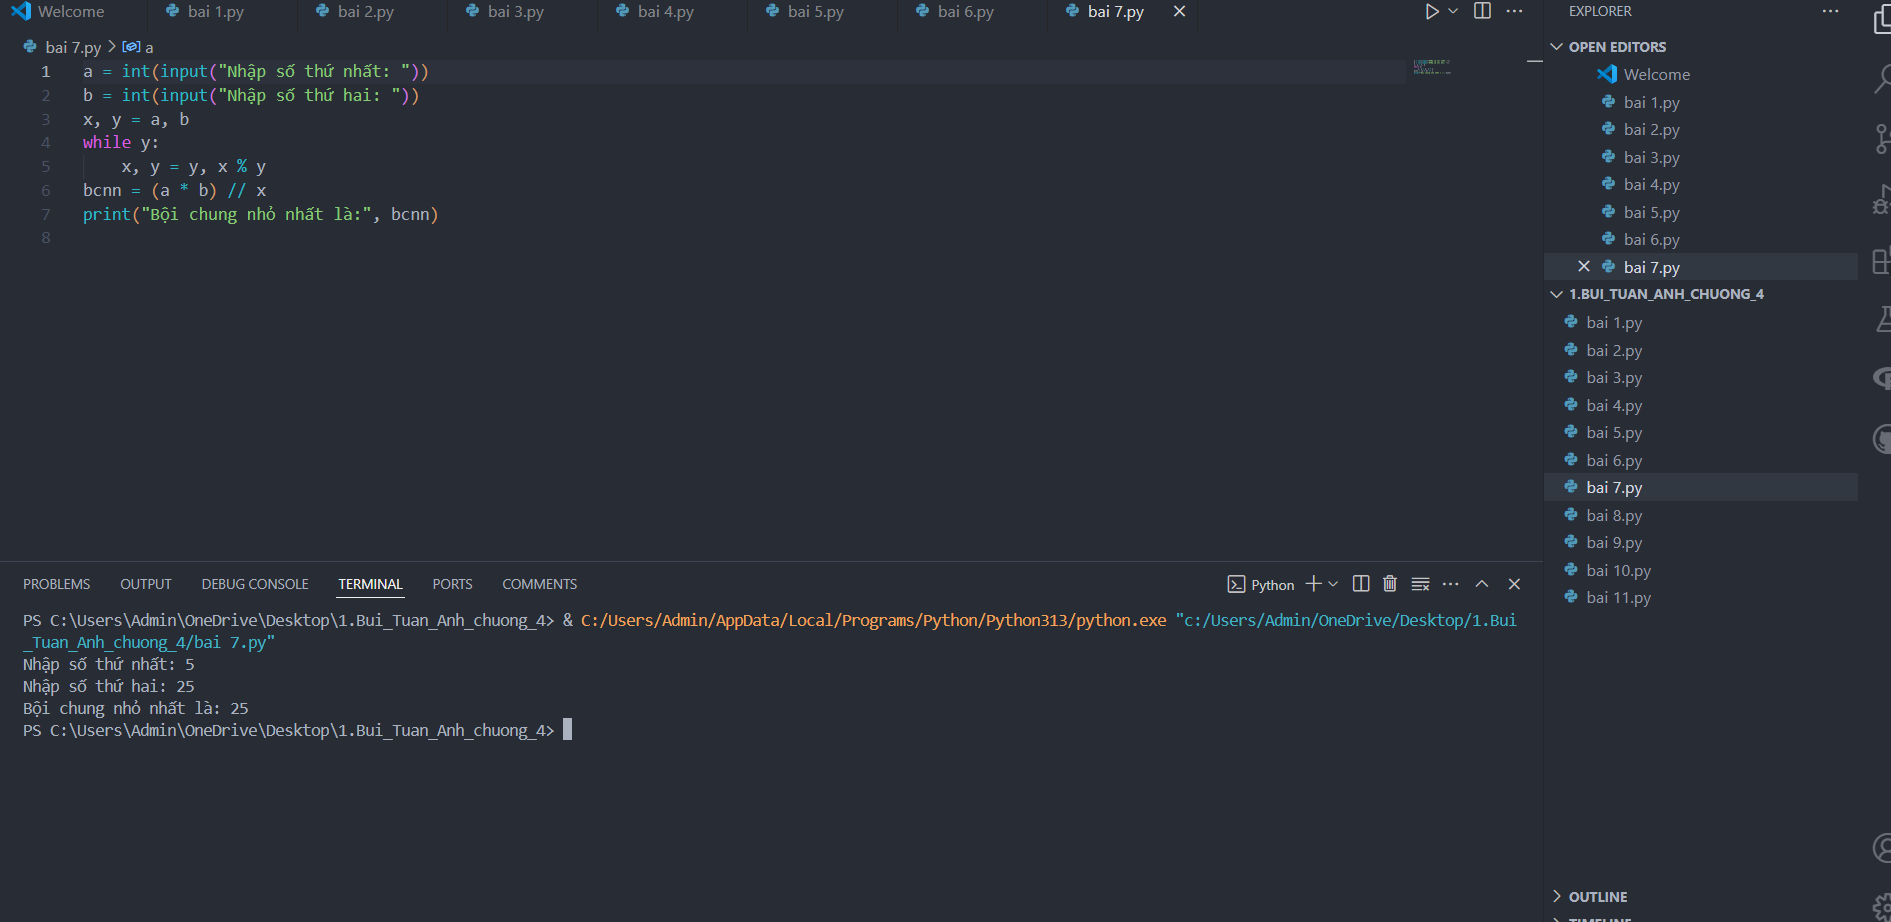 Welcome
bai 1.py
bai 2.py
bai 3.py
bai 4.py
bai 5.py
bai 6.py
bai 7.py
bai 7.py > a
1 a = int(input("Nhập số thứ nhất: "))
2 b = int(input("Nhập số thứ hai: "))
3 x, y = a, b
4 while y:
5     x, y = y, x % y
6 bcnn = (a * b) // x
7 print("Bội chung nhỏ nhất là:", bcnn)
8
PROBLEMS
OUTPUT
DEBUG CONSOLE
TERMINAL
PORTS
COMMENTS
Python
PS C:\Users\Admin\OneDrive\Desktop\1.Bui_Tuan_Anh_chuong_4> & C:/Users/Admin/AppData/Local/Programs/Python/Python313/python.exe "c:/Users/Admin/OneDrive/Desktop/1.Bui
_Tuan_Anh_chuong_4/bai 7.py"
Nhập số thứ nhất: 5
Nhập số thứ hai: 25
Bội chung nhỏ nhất là: 25
PS C:\Users\Admin\OneDrive\Desktop\1.Bui_Tuan_Anh_chuong_4>
EXPLORER
OPEN EDITORS
Welcome
bai 1.py
bai 2.py
bai 3.py
bai 4.py
bai 5.py
bai 6.py
bai 7.py
1.BUI_TUAN_ANH_CHUONG_4
bai 1.py
bai 2.py
bai 3.py
bai 4.py
bai 5.py
bai 6.py
bai 7.py
bai 8.py
bai 9.py
bai 10.py
bai 11.py
OUTLINE
TIMELINE